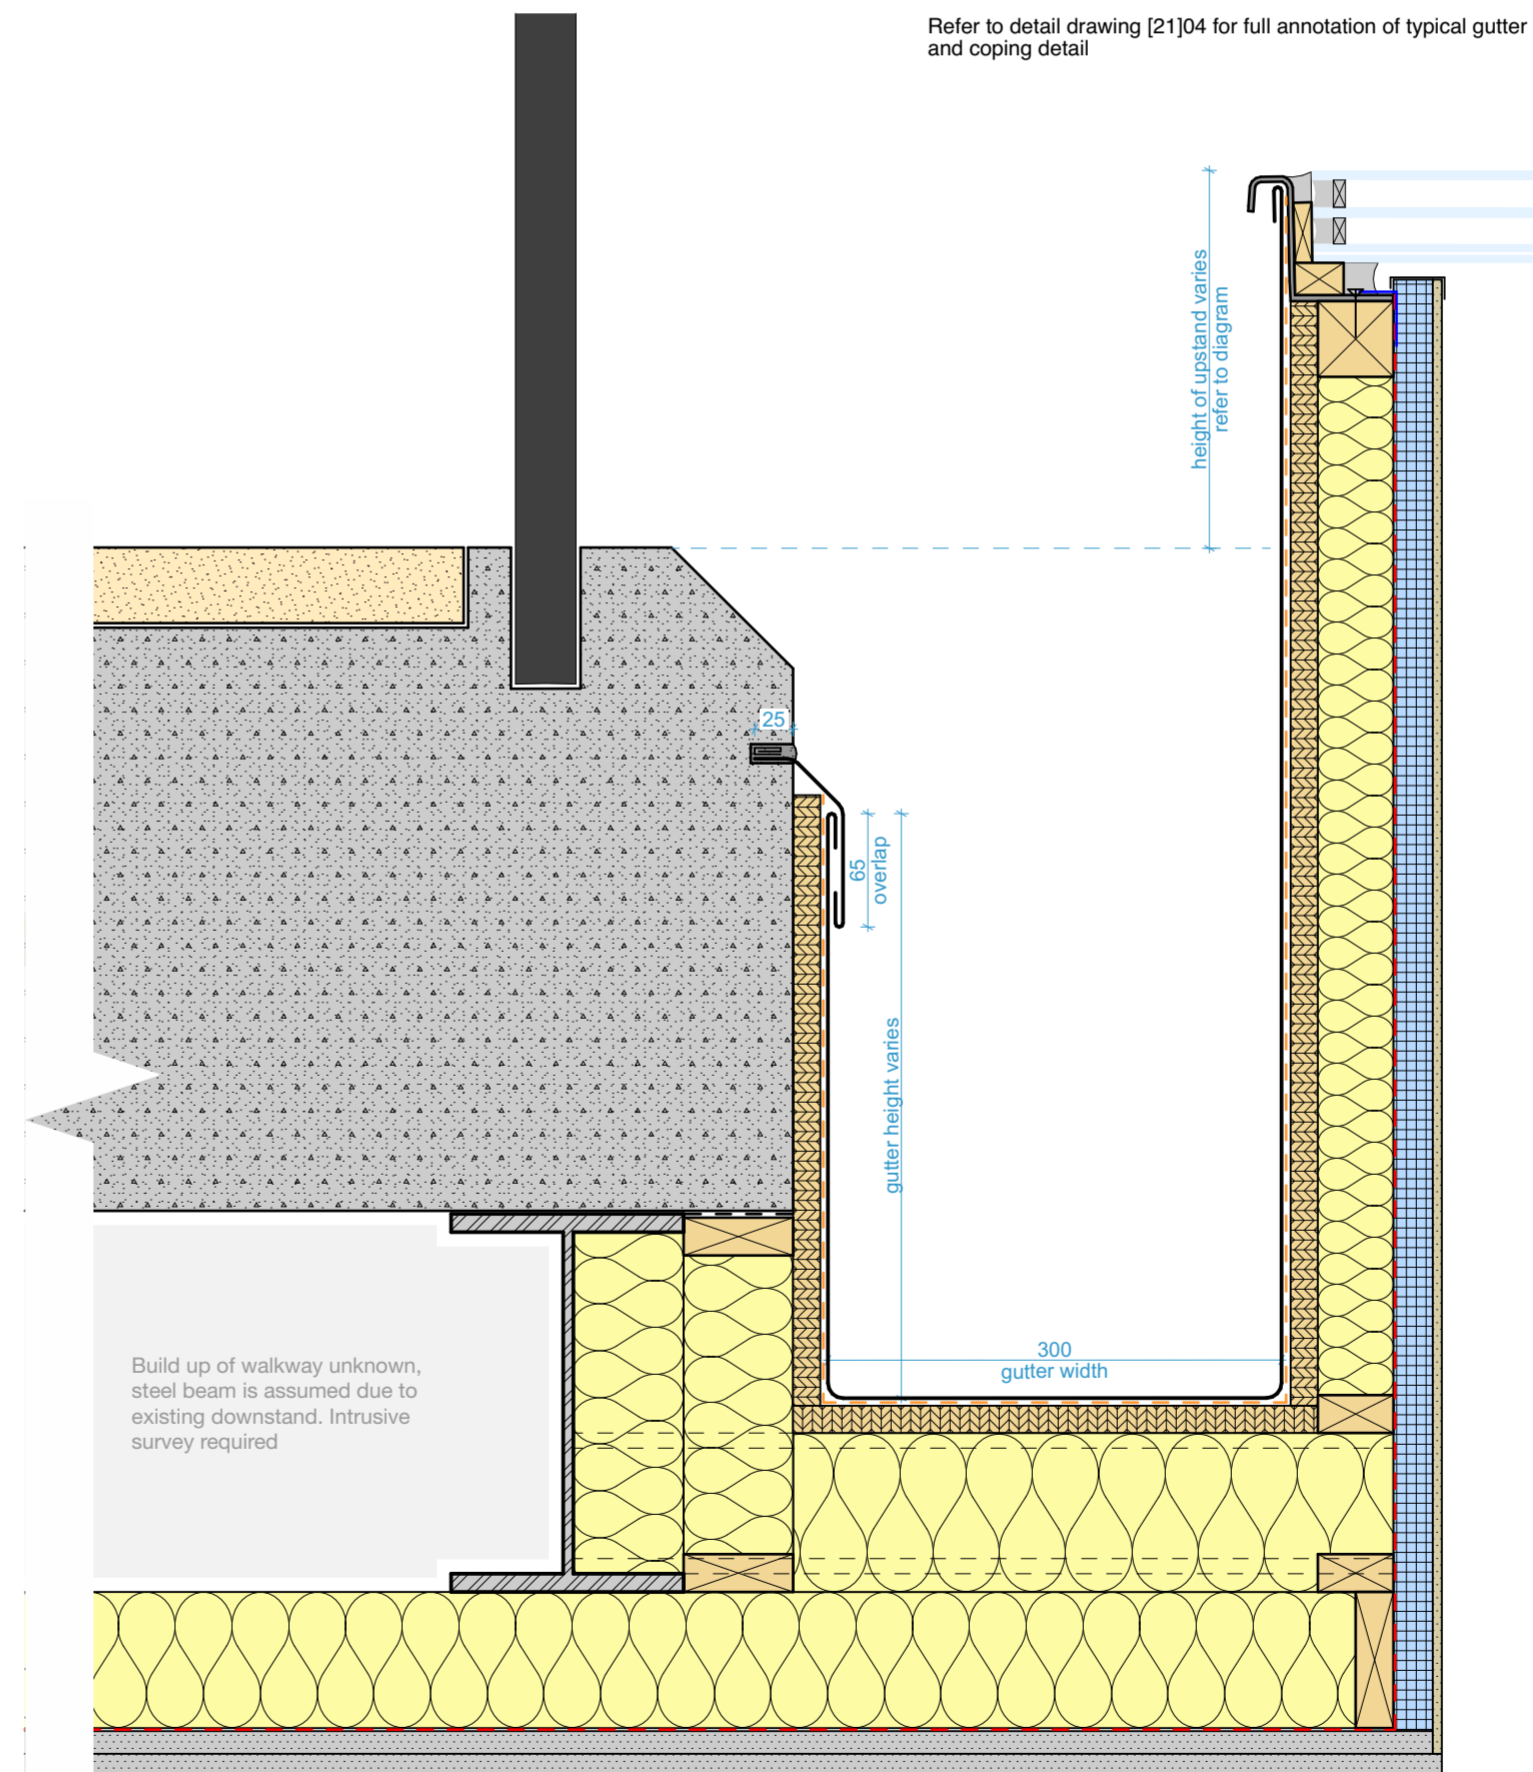 Refer to detail drawing [21]04 for full annotation of typical gutter
and coping detail
height of upstand varies
refer to diagram
25
65
overlap
gutter height varies
300
gutter width
Build up of walkway unknown,
steel beam is assumed due to
existing downstand. Intrusive
survey required